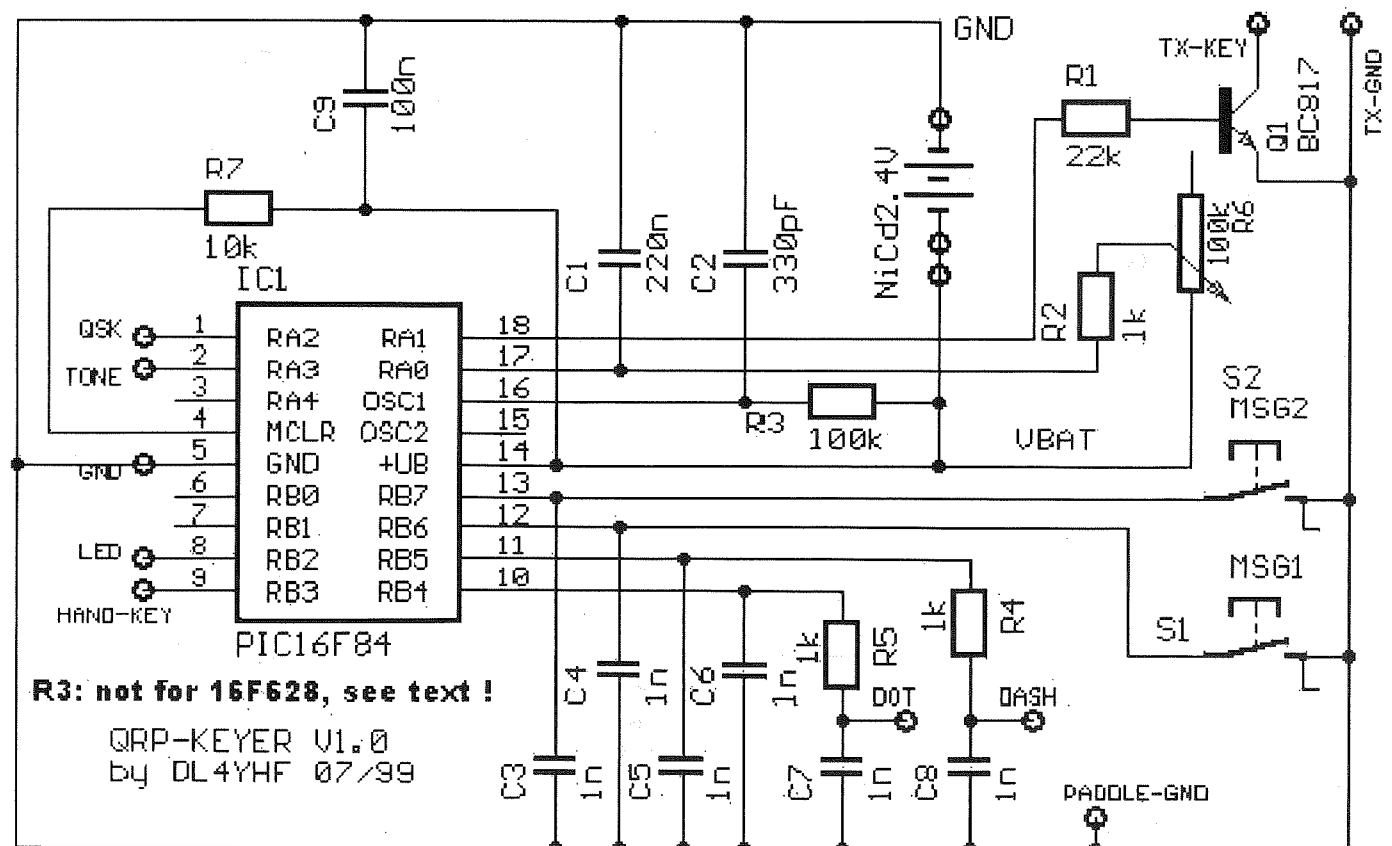 GND
TX-KEY
TX-GND
R1
22k
Q1
BC817
C9
100n
R7
10k
C1
220n
C2
330pF
NiCd2.4V
R6
100k
R2
1k
IC1
QSK 1 RA2 RA1 18
TONE 2 RA3 RA0 17
3 RA4 OSC1 16
4 MCLR OSC2 15
GND 5 GND +UB 14
6 RB0 RB7 13
7 RB1 RB6 12
LED 8 RB2 RB5 11
HAND-KEY 9 RB3 RB4 10
PIC16F84
R3
100k
VBAT
S2
MSG2
MSG1
S1
1k
R4
1k
R5
DOT
DASH
R3: not for 16F628, see text !
QRP-KEYER V1.0
by DL4YHF 07/99
C4
1n
C6
1n
C3
1n
C5
1n
C7
1n
C8
1n
PADDLE-GND